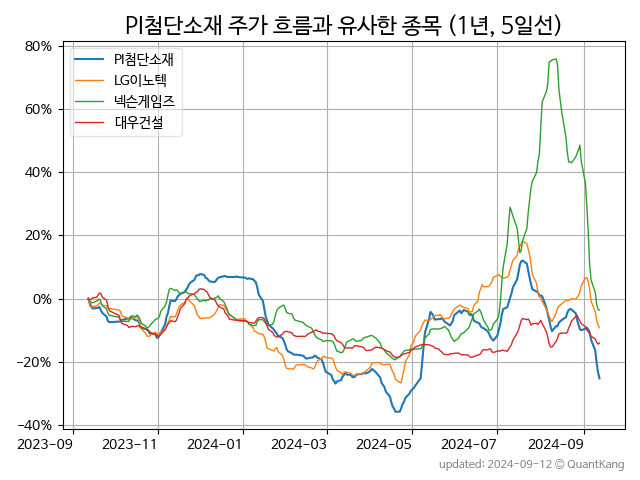 PI첨단소재 주가 흐름과 유사한 종목 (1년, 5일선)
80%
60%
40%
20%
0%
-20%
-40%
PI첨단소재
LG이노텍
넥슨게임즈
대우건설
2023-09
2023-11
2024-01
2024-03
2024-05
2024-07
2024-09
updated: 2024-09-12 © QuantKang